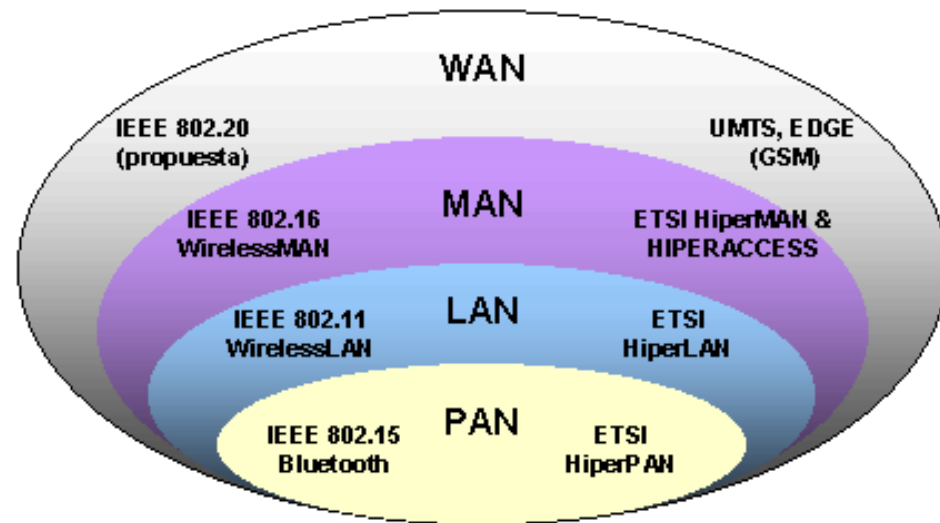 WAN
IEEE 802.20
(propuesta)
UMTS, EDGE
(GSM)
MAN
IEEE 802.16
WirelessMAN
ETSI HiperMAN &
HIPERACCESS
LAN
IEEE 802.11
WirelessLAN
ETSI
HiperLAN
PAN
IEEE 802.15
Bluetooth
ETSI
HiperPAN